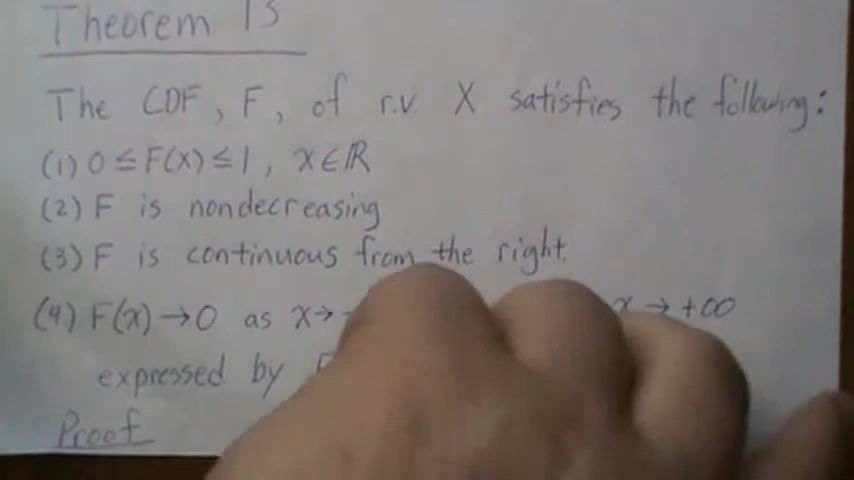 Theorem 13
The CDF, F, of r.v X satisfies the following:
(1) 0 ≤ F(x) ≤ 1, x ∈ ℝ
(2) F is nondecreasing
(3) F is continuous from the right.
(4) F(x) → 0 as x → x → +∞
expressed by
Proof